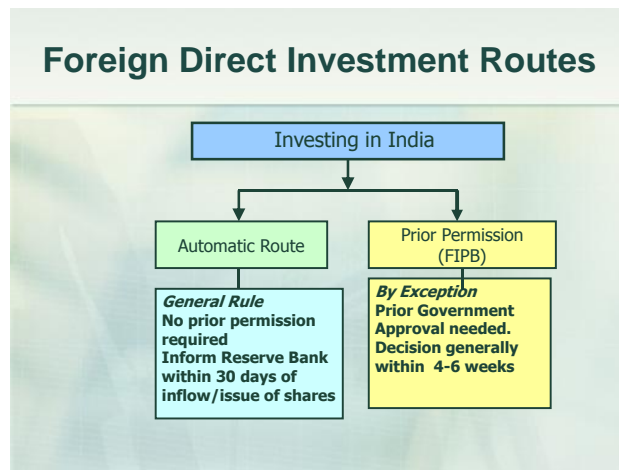 Foreign Direct Investment Routes
Investing in India
Automatic Route
Prior Permission
(FIPB)
General Rule
No prior permission
required
Inform Reserve Bank
within 30 days of
inflow/issue of shares
By Exception
Prior Government
Approval needed.
Decision generally
within 4-6 weeks